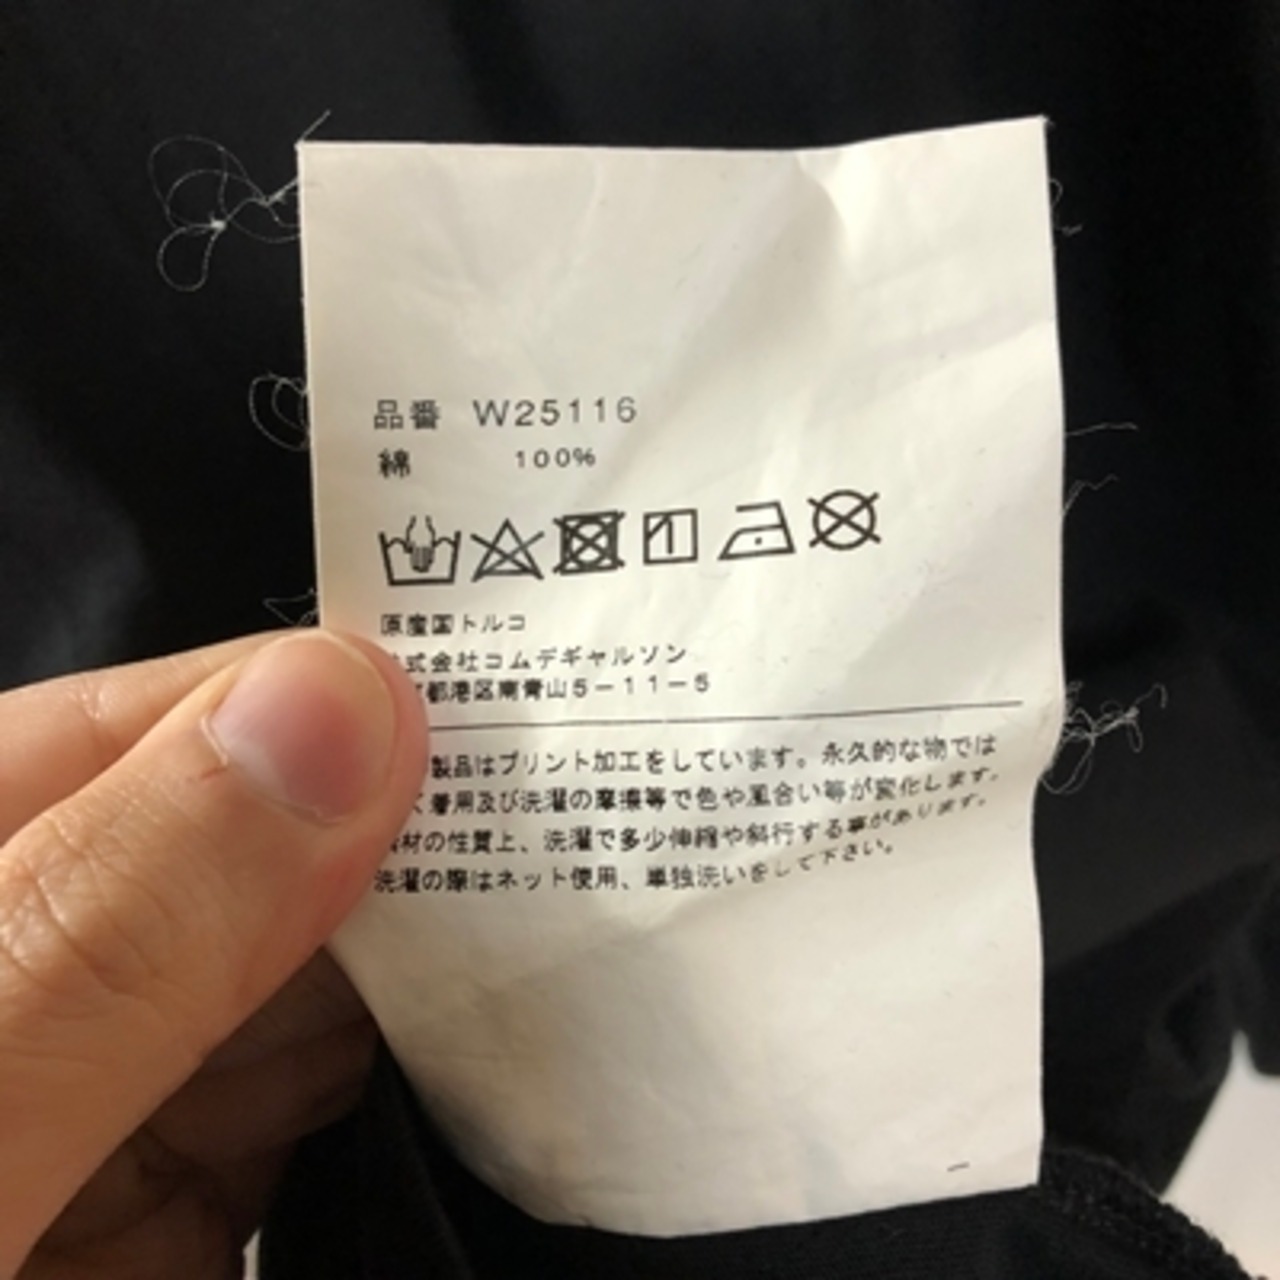 品番 W25116
綿 100%
原産国トルコ
式会社コムデギャルソン
都港区南青山5-11-5
製品はプリント加工をしています。永久的な物では
く着用及び洗濯の摩擦等で色や風合い等が変化します。
材の性質上、洗濯で多少伸縮や斜行する事があります。
洗濯の際はネット使用、単独洗いをして下さい。